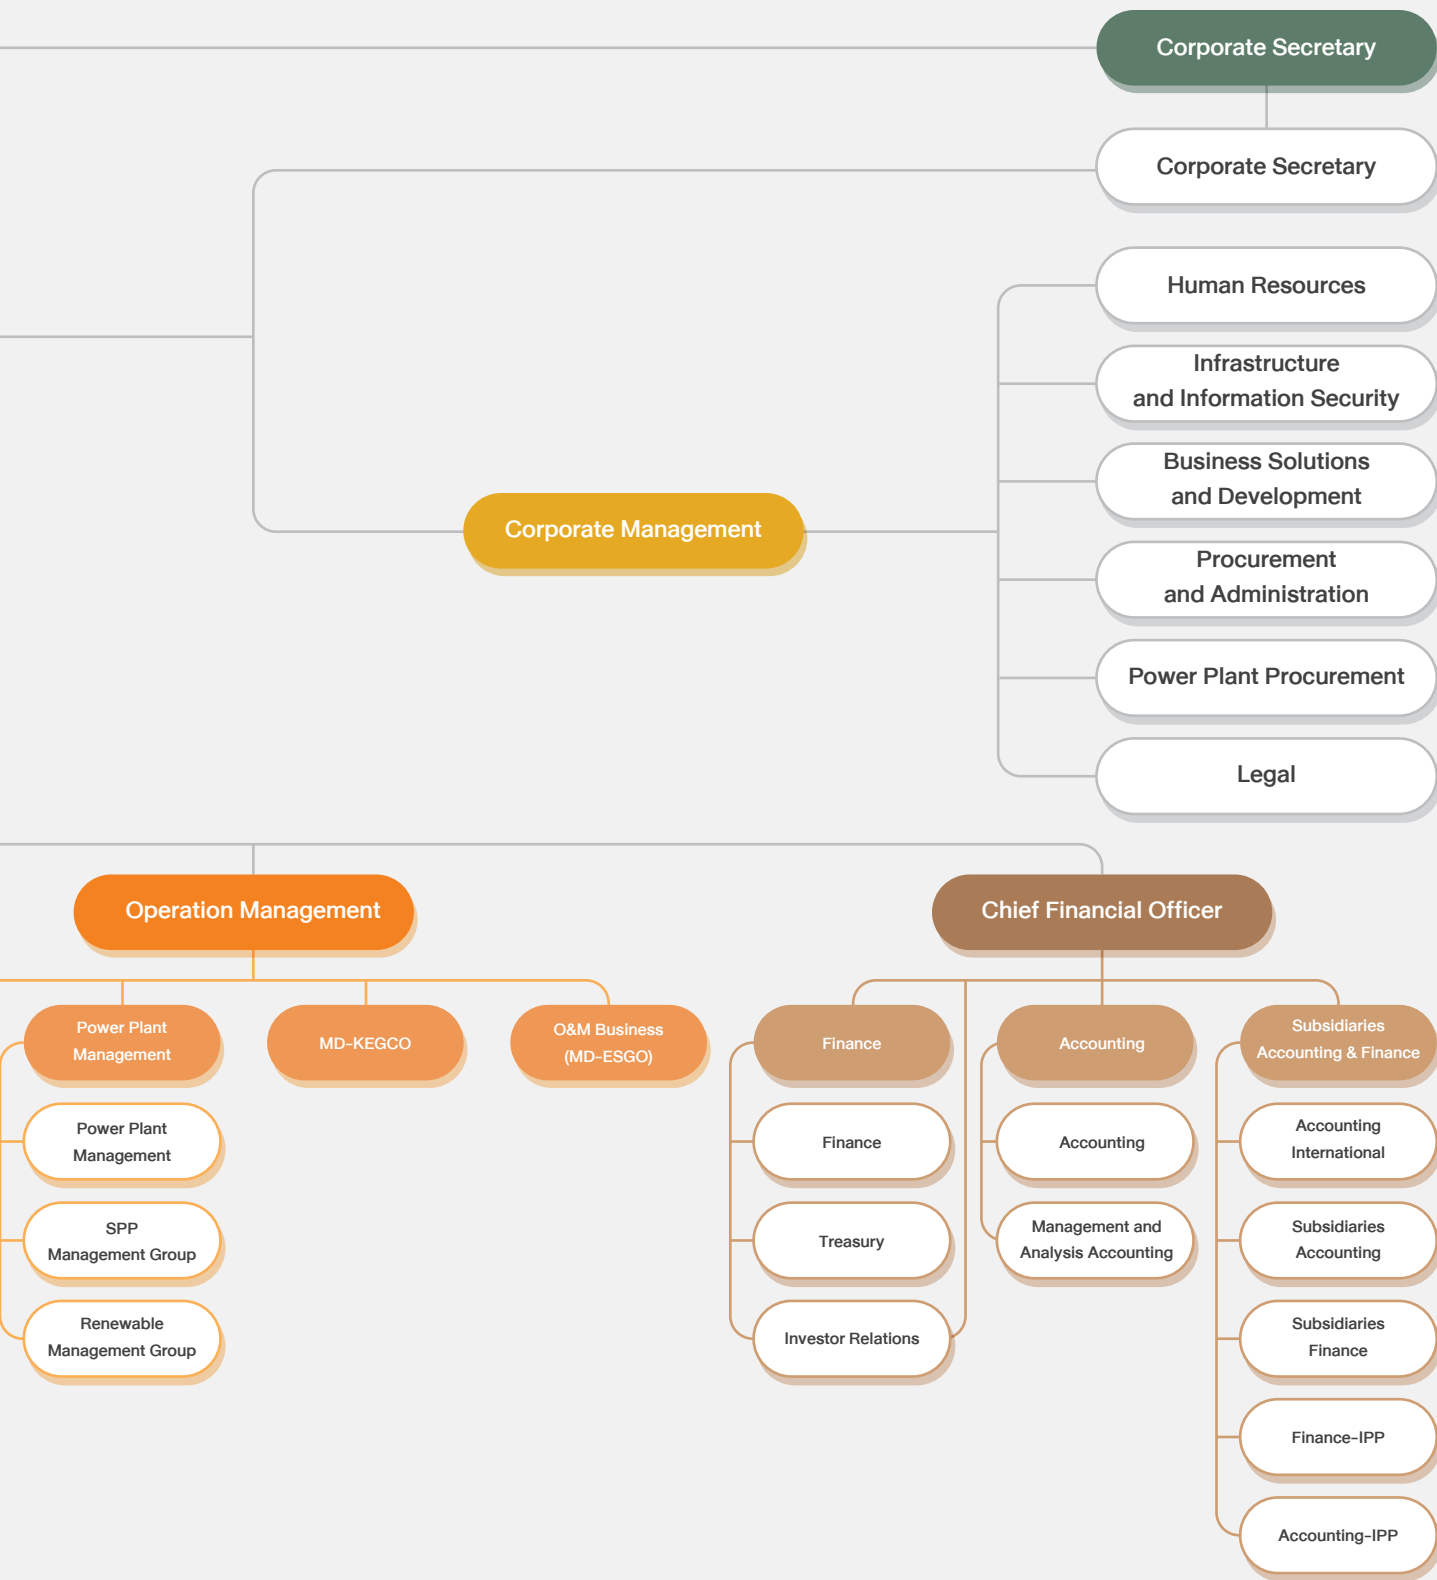 Corporate Secretary
Corporate Secretary
Human Resources
Infrastructure
and Information Security
Business Solutions
and Development
Corporate Management
Procurement
and Administration
Power Plant Procurement
Legal
Operation Management
Chief Financial Officer
Power Plant
Management
MD-KEGCO
O&M Business
(MD-ESGO)
Finance
Accounting
Subsidiaries
Accounting & Finance
Power Plant
Management
Finance
Accounting
Accounting
International
SPP
Management Group
Treasury
Management and
Analysis Accounting
Subsidiaries
Accounting
Renewable
Management Group
Investor Relations
Subsidiaries
Finance
Finance-IPP
Accounting-IPP